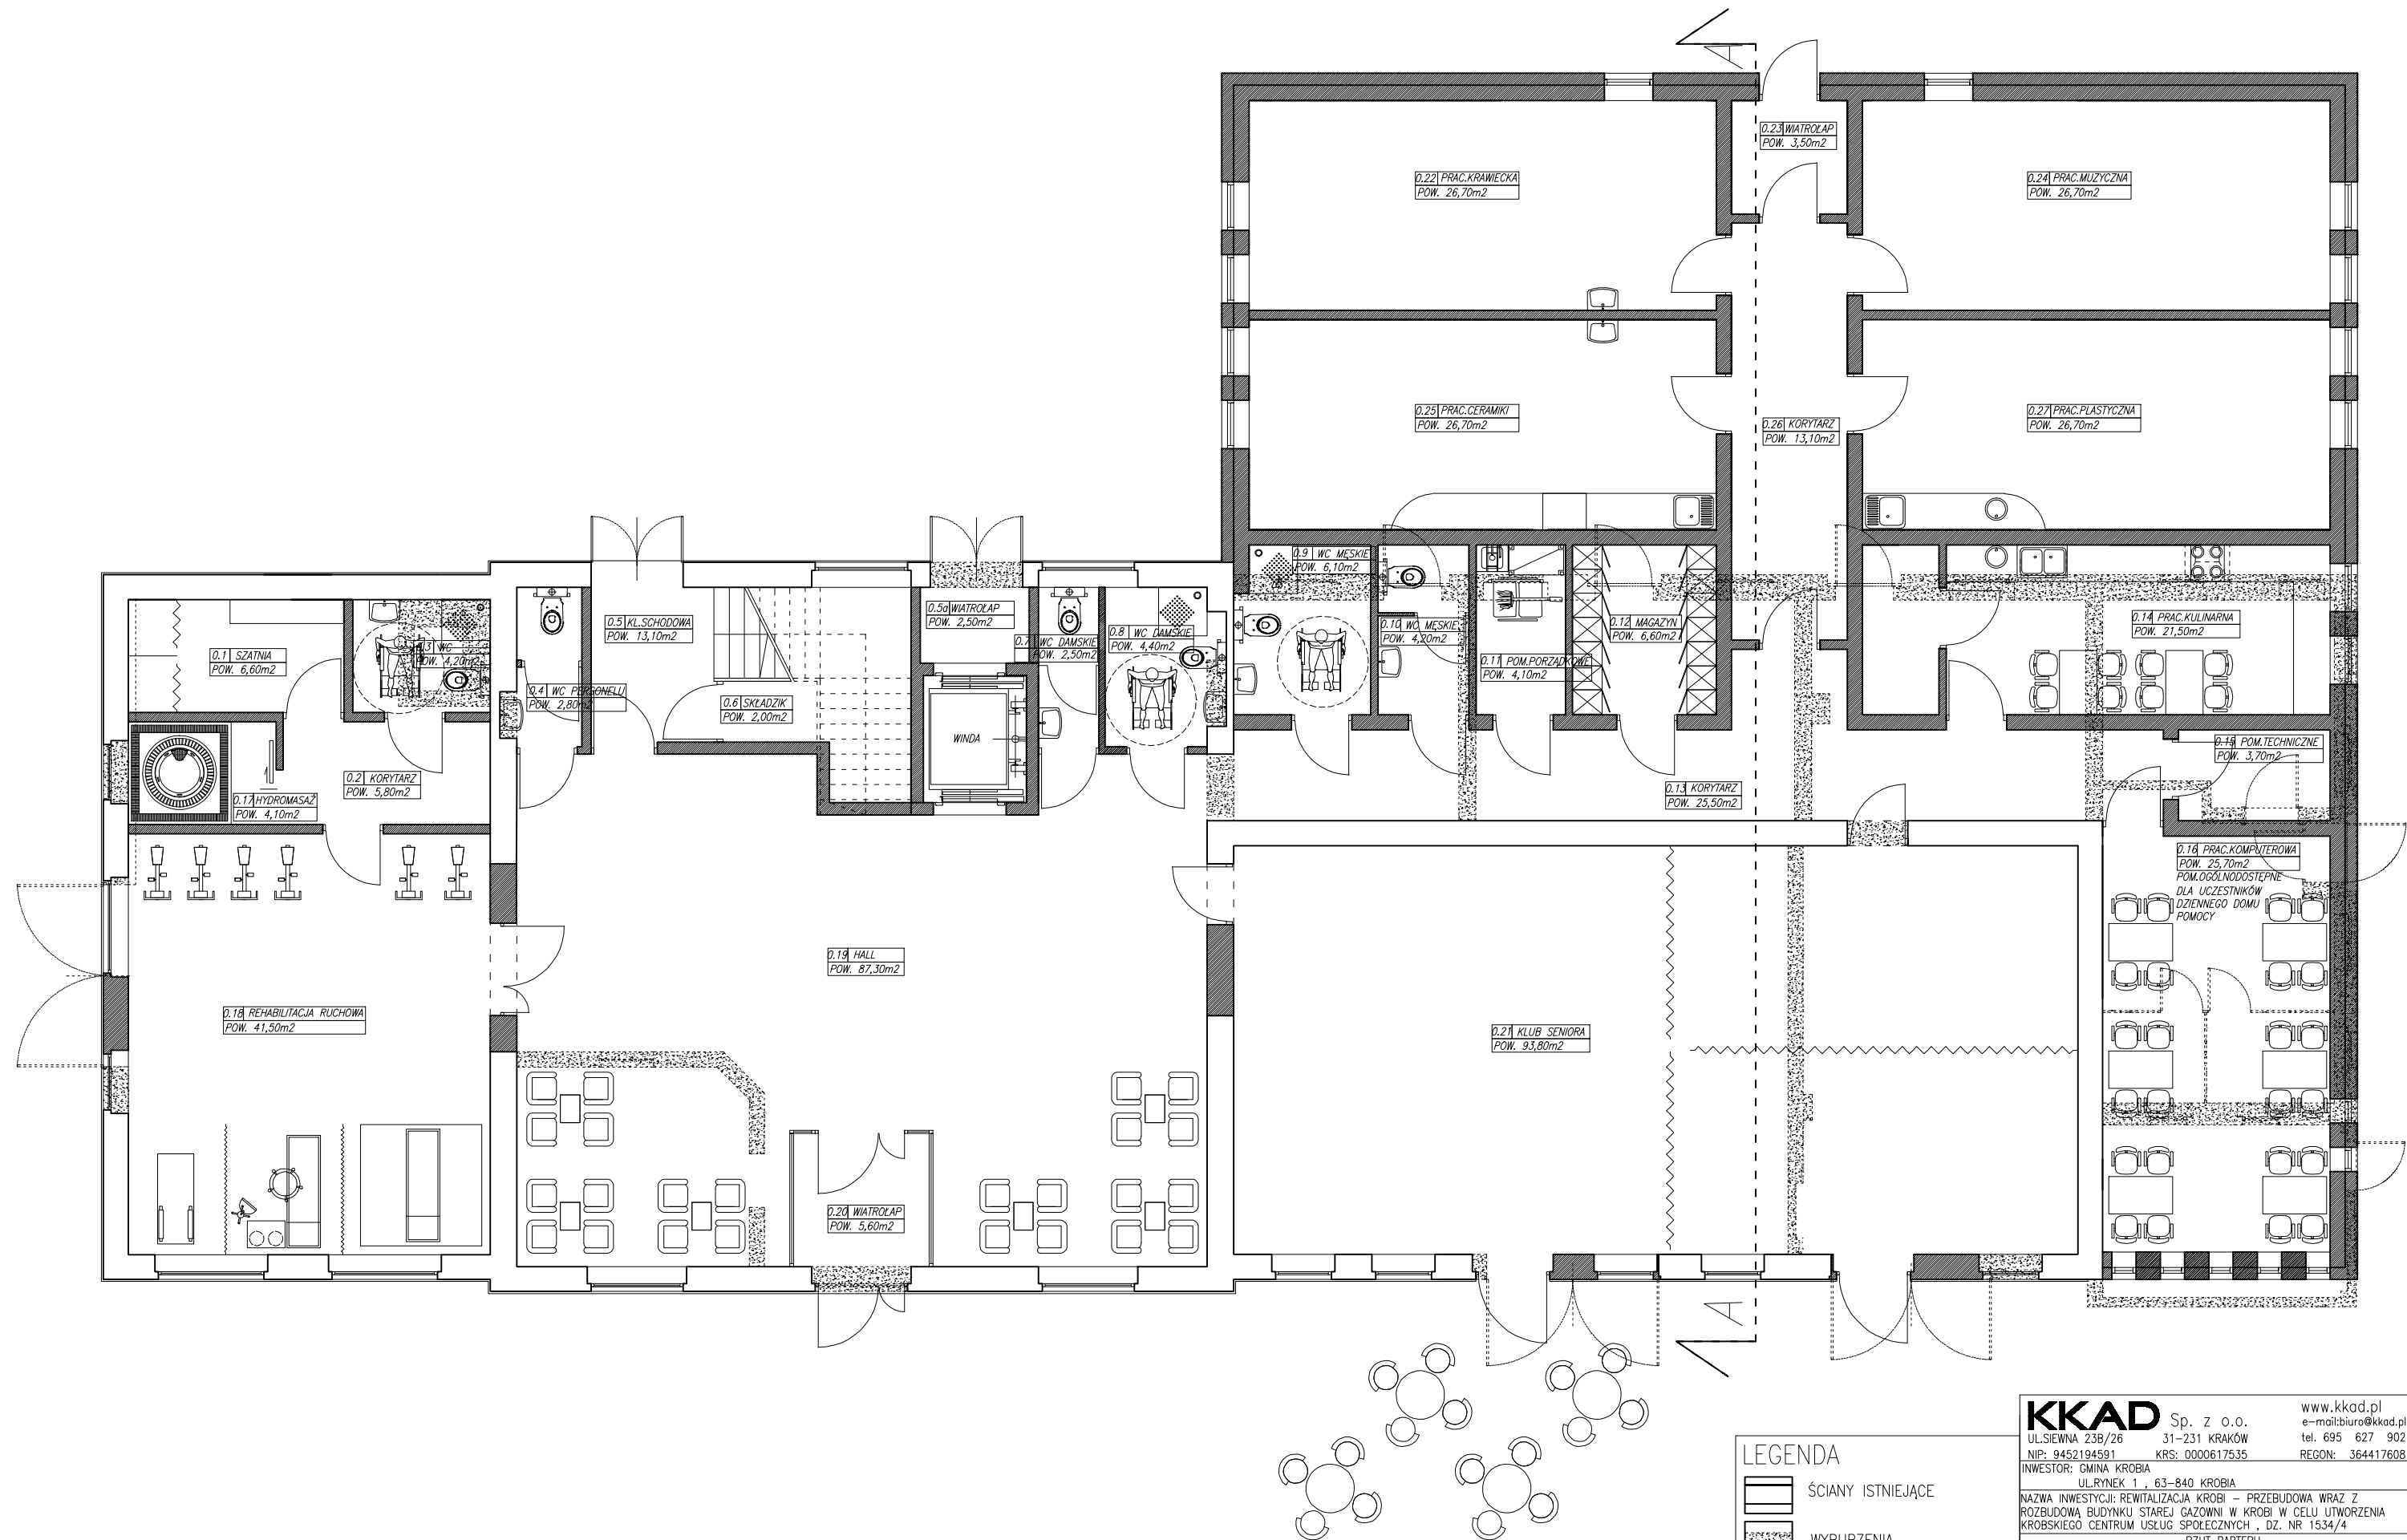 A
0.23 WIATROŁAP
POW. 3,50m2
0.22 PRAC.KRAWIECKA
POW. 26,70m2
0.24 PRAC.MUZYCZNA
POW. 26,70m2
0.25 PRAC.CERAMIKI
POW. 26,70m2
0.26 KORYTARZ
POW. 13,10m2
0.27 PRAC.PLASTYCZNA
POW. 26,70m2
0.9 WC MĘSKIE
POW. 6,10m2
0.5a WIATROŁAP
POW. 2,50m2
0.5 KL.SCHODOWA
POW. 13,10m2
0.7 WC DAMSKIE
POW. 2,50m2
0.8 WC DAMSKIE
POW. 4,40m2
0.10 WC MĘSKIE
POW. 4,20m2
0.12 MAGAZYN
POW. 6,60m2
0.14 PRAC.KULINARNA
POW. 21,50m2
0.1 SZATNIA
POW. 6,60m2
0.3 WC
POW. 4,20m2
0.11 POM.PORZĄDKOWE
POW. 4,10m2
0.4 WC PERSONELU
POW. 2,80m2
0.6 SKŁADZIK
POW. 2,00m2
WINDA
0.15 POM.TECHNICZNE
POW. 3,70m2
0.2 KORYTARZ
POW. 5,80m2
0.17 HYDROMASAŻ
POW. 4,10m2
0.13 KORYTARZ
POW. 25,50m2
0.16 PRAC.KOMPUTEROWA
POW. 25,70m2
POM.OGÓLNODOSTĘPNE
DLA UCZESTNIKÓW
DZIENNEGO DOMU
POMOCY
0.19 HALL
POW. 87,30m2
0.18 REHABILITACJA RUCHOWA
POW. 41,50m2
0.21 KLUB SENIORA
POW. 93,80m2
0.20 WIATROŁAP
POW. 5,60m2
A
LEGENDA
ŚCIANY ISTNIEJĄCE
WYBURZENIA
KKAD Sp. z o.o. www.kkad.pl
e-mail:biuro@kkad.pl
UL.SIEWNA 23B/26 31-231 KRAKÓW tel. 695 627 902
NIP: 9452194591 KRS: 0000617535 REGON: 364417608
INWESTOR: GMINA KROBIA
UL.RYNEK 1 , 63-840 KROBIA
NAZWA INWESTYCJI: REWITALIZACJA KROBI – PRZEBUDOWA WRAZ Z
ROZBUDOWĄ BUDYNKU STAREJ GAZOWNI W KROBI W CELU UTWORZENIA
KROBSKIEGO CENTRUM USŁUG SPOŁECZNYCH , DZ. NR 1534/4
RZUT PARTERU